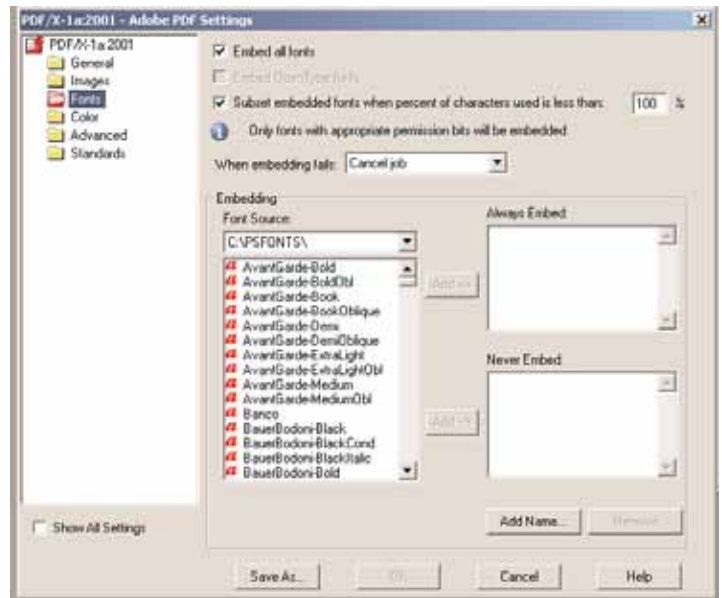 PDF/X-1a:2001 - Adobe PDF Settings
PDF/X-1a:2001
General
Images
Fonts
Color
Advanced
Standards
Show All Settings
Embed all fonts
Embed OpenType fonts
Subset embedded fonts when percent of characters used is less than: 100 %
Only fonts with appropriate permission bits will be embedded
When embedding fails: Cancel job
Embedding
Font Source:
C:\PSFONTS\
AvantGarde-Bold
AvantGarde-BoldObl
AvantGarde-Book
AvantGarde-BookOblique
AvantGarde-Demi
AvantGarde-DemiOblique
AvantGarde-ExtraLight
AvantGarde-ExtraLightObl
AvantGarde-Medium
AvantGarde-MediumObl
Banco
BauerBodoni-Black
BauerBodoni-BlackCond
BauerBodoni-BlackItalic
BauerBodoni-Bold
Always Embed:
Add ->
Never Embed:
Add ->
Add Name... Remove
Save As... OK Cancel Help